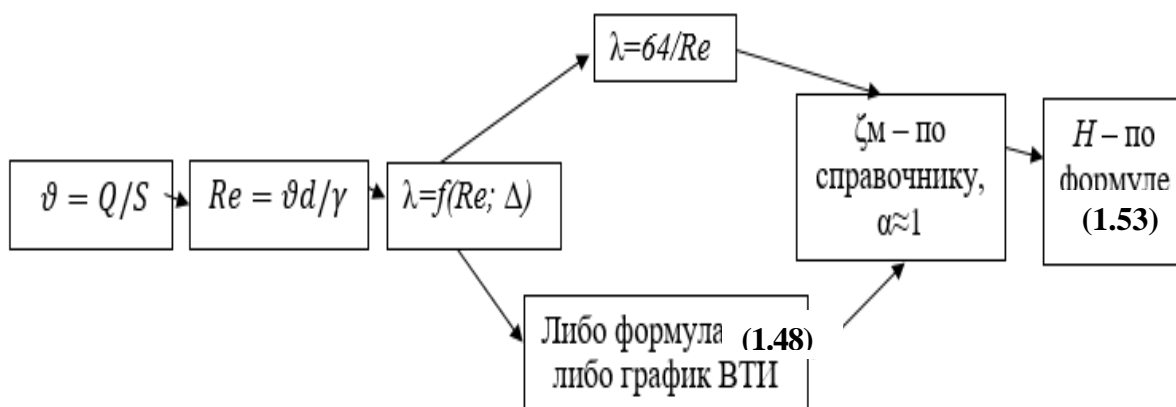 ϑ = Q/S
Re = ϑd/γ
λ=f(Re; Δ)
λ=64/Re
Либо формула (1.48)
либо график ВТИ
ζм – по
справочнику,
α≈1
H – по
формуле
(1.53)